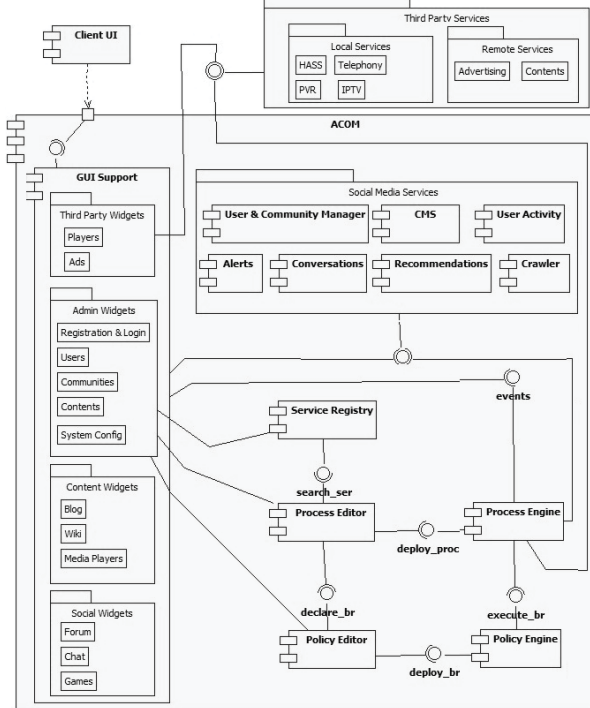 Client UI
Third Party Services
Local Services
HASS
Telephony
PVR
IPTV
Remote Services
Advertising
Contents
ACOM
GUI Support
Third Party Widgets
Players
Ads
Admin Widgets
Registration & Login
Users
Communities
Contents
System Config
Content Widgets
Blog
Wiki
Media Players
Social Widgets
Forum
Chat
Games
Social Media Services
User & Community Manager
CMS
User Activity
Alerts
Conversations
Recommendations
Crawler
events
Service Registry
search_ser
Process Editor
deploy_proc
Process Engine
declare_br
execute_br
Policy Editor
deploy_br
Policy Engine